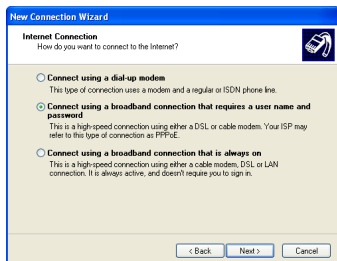 New Connection Wizard
Internet Connection
How do you want to connect to the Internet?
Connect using a dial-up modem
This type of connection uses a modem and a regular or ISDN phone line.
Connect using a broadband connection that requires a user name and
password
This is a high-speed connection using either a DSL or cable modem. Your ISP may
refer to this type of connection as PPPoE.
Connect using a broadband connection that is always on
This is a high-speed connection using either a cable modem, DSL or LAN
connection. It is always active, and doesn't require you to sign in.
< Back Next > Cancel